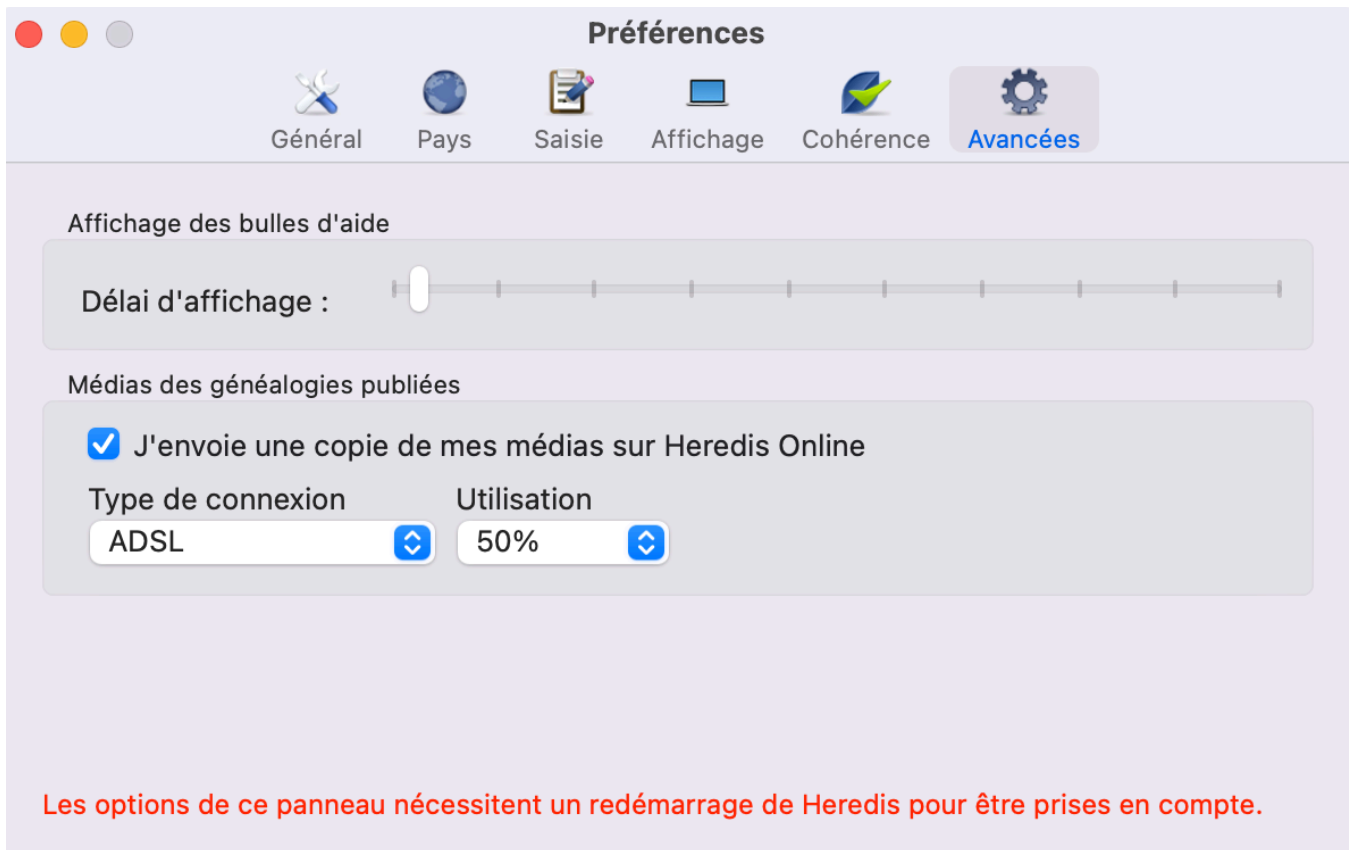 Préférences
Général Pays Saisie Affichage Cohérence Avancées
Affichage des bulles d'aide
Délai d'affichage :
Médias des généalogies publiées
J'envoie une copie de mes médias sur Heredis Online
Type de connexion Utilisation
ADSL 50%
Les options de ce panneau nécessitent un redémarrage de Heredis pour être prises en compte.